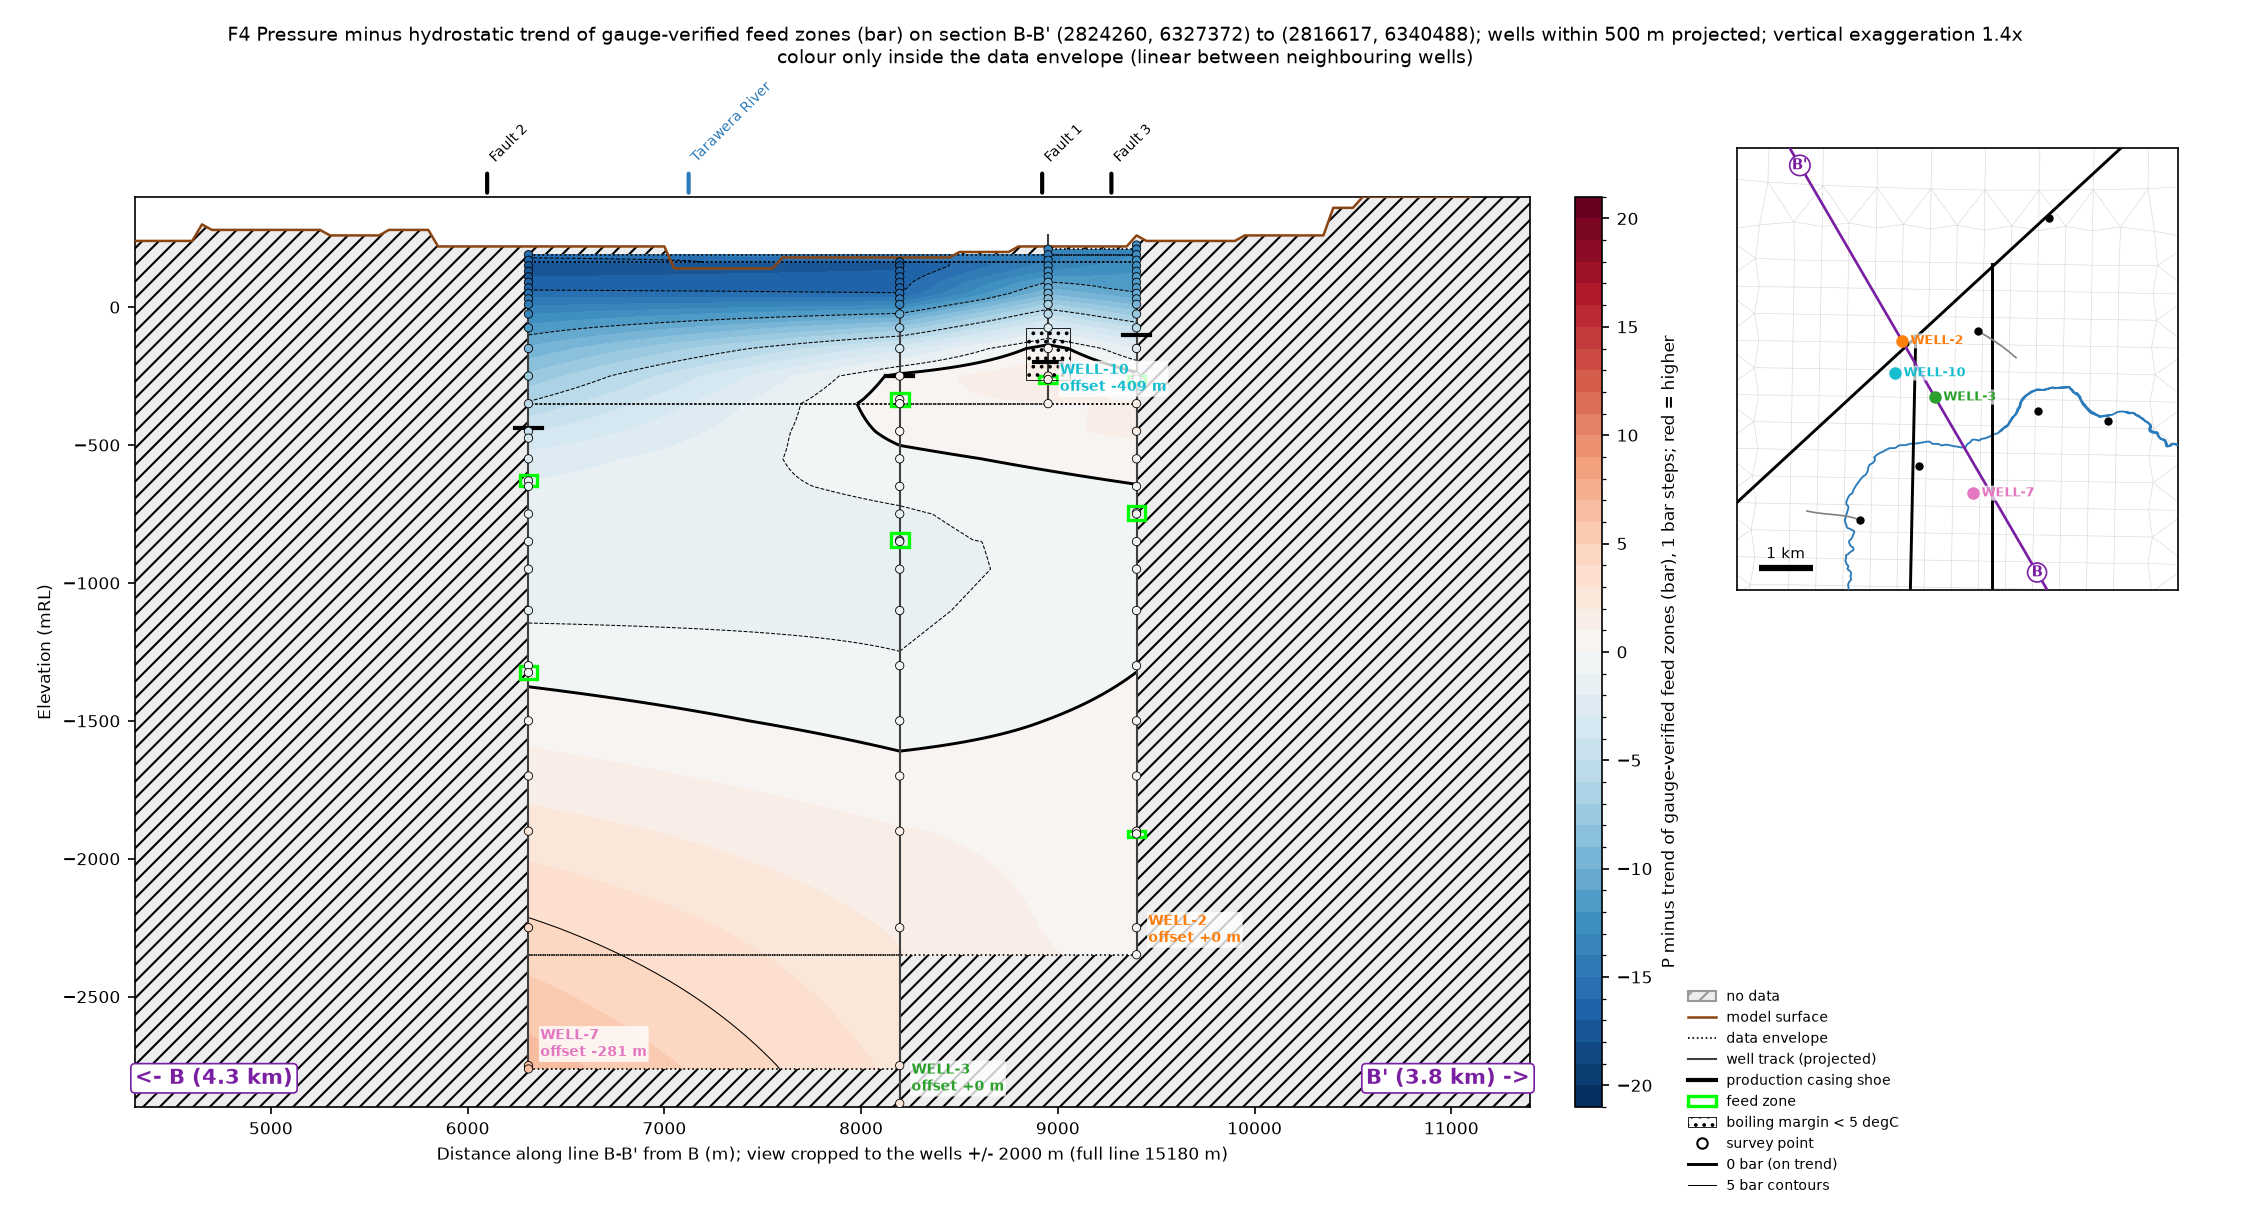 F4 Pressure minus hydrostatic trend of gauge-verified feed zones (bar) on section B-B' (2824260, 6327372) to (2816617, 6340488); wells within 500 m projected; vertical exaggeration 1.4x
colour only inside the data envelope (linear between neighbouring wells)
Fault 2
Tarawera River
Fault 1
Fault 3
0
−500
−1000
−1500
−2000
−2500
Elevation (mRL)
WELL-10
offset -409 m
WELL-2
offset +0 m
WELL-7
offset -281 m
WELL-3
offset +0 m
<- B (4.3 km)
B' (3.8 km) ->
5000
6000
7000
8000
9000
10000
11000
Distance along line B-B' from B (m); view cropped to the wells +/- 2000 m (full line 15180 m)
20
15
10
5
0
−5
−10
−15
−20
P minus trend of gauge-verified feed zones (bar), 1 bar steps; red = higher
B'
WELL-2
WELL-10
WELL-3
WELL-7
1 km
B
no data
model surface
data envelope
well track (projected)
production casing shoe
feed zone
boiling margin < 5 degC
survey point
0 bar (on trend)
5 bar contours